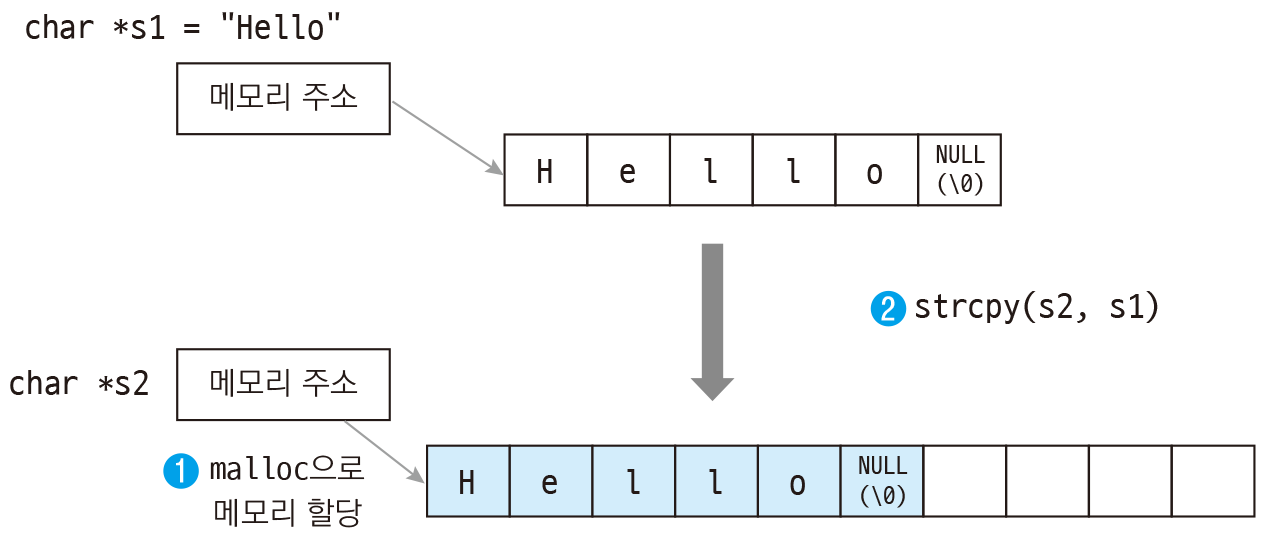 char *s1 = "Hello"
메모리 주소
H e l l o NULL
(\0)
2 strcpy(s2, s1)
char *s2 메모리 주소
1 malloc으로
메모리 할당
H e l l o NULL
(\0)